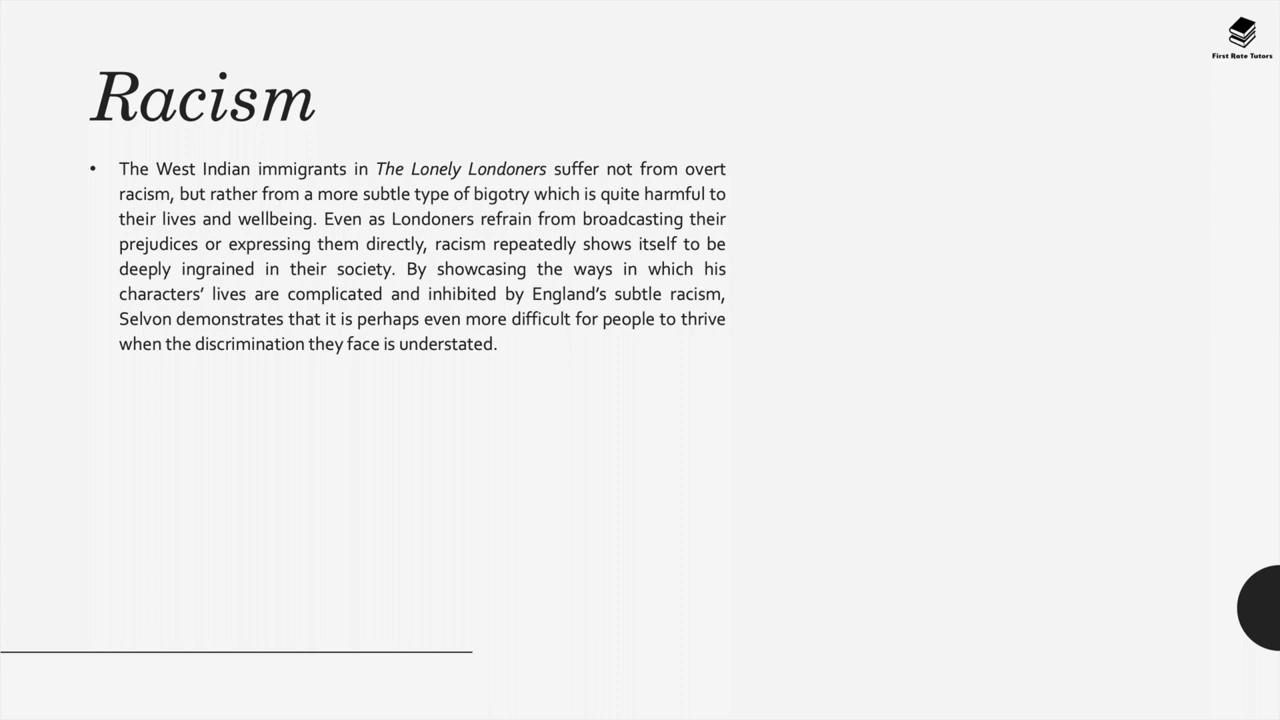 First Rate Tutors
Racism
• The West Indian immigrants in The Lonely Londoners suffer not from overt
racism, but rather from a more subtle type of bigotry which is quite harmful to
their lives and wellbeing. Even as Londoners refrain from broadcasting their
prejudices or expressing them directly, racism repeatedly shows itself to be
deeply ingrained in their society. By showcasing the ways in which his
characters’ lives are complicated and inhibited by England’s subtle racism,
Selvon demonstrates that it is perhaps even more difficult for people to thrive
when the discrimination they face is understated.